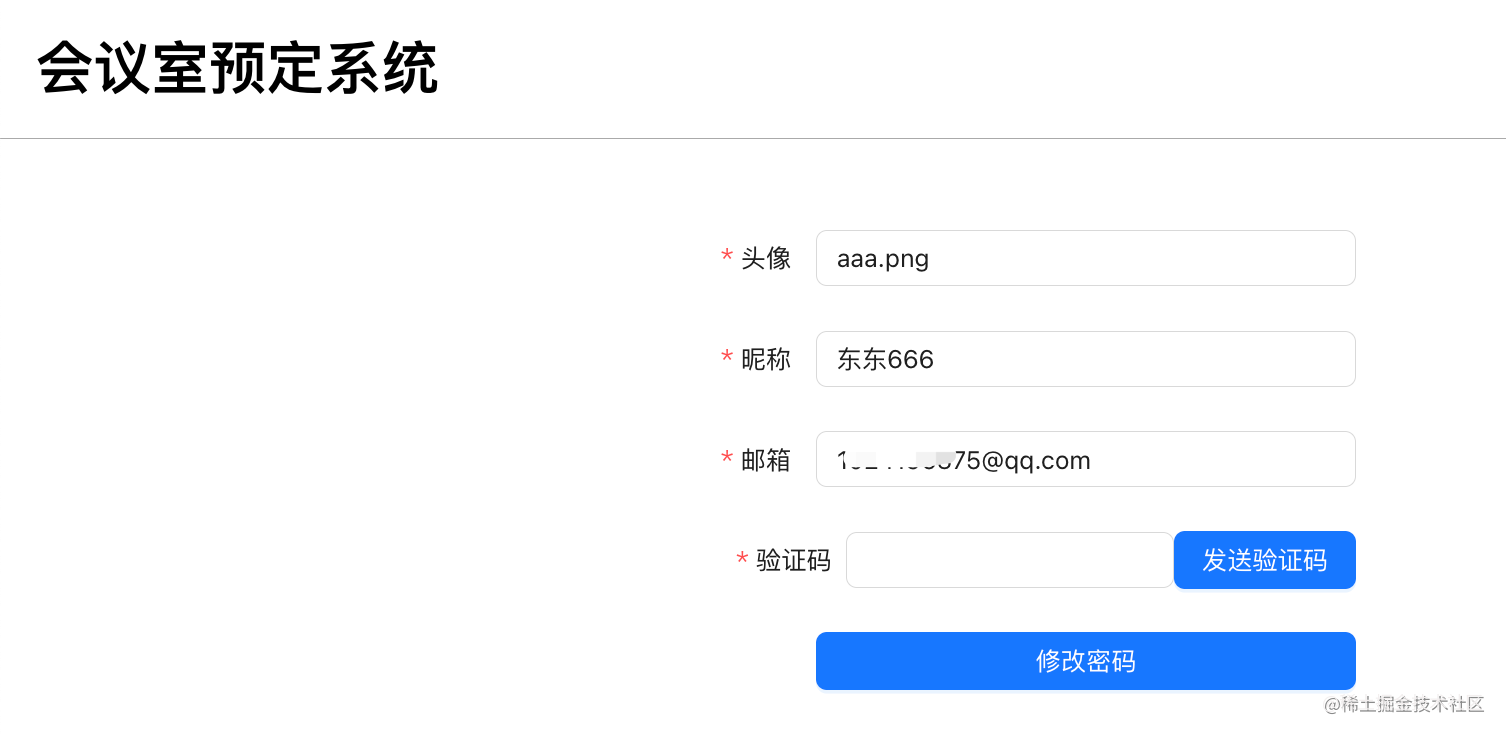 会议室预定系统
* 头像 aaa.png
* 昵称 东东666
* 邮箱 75@qq.com
* 验证码 发送验证码
修改密码
@稀土掘金技术社区